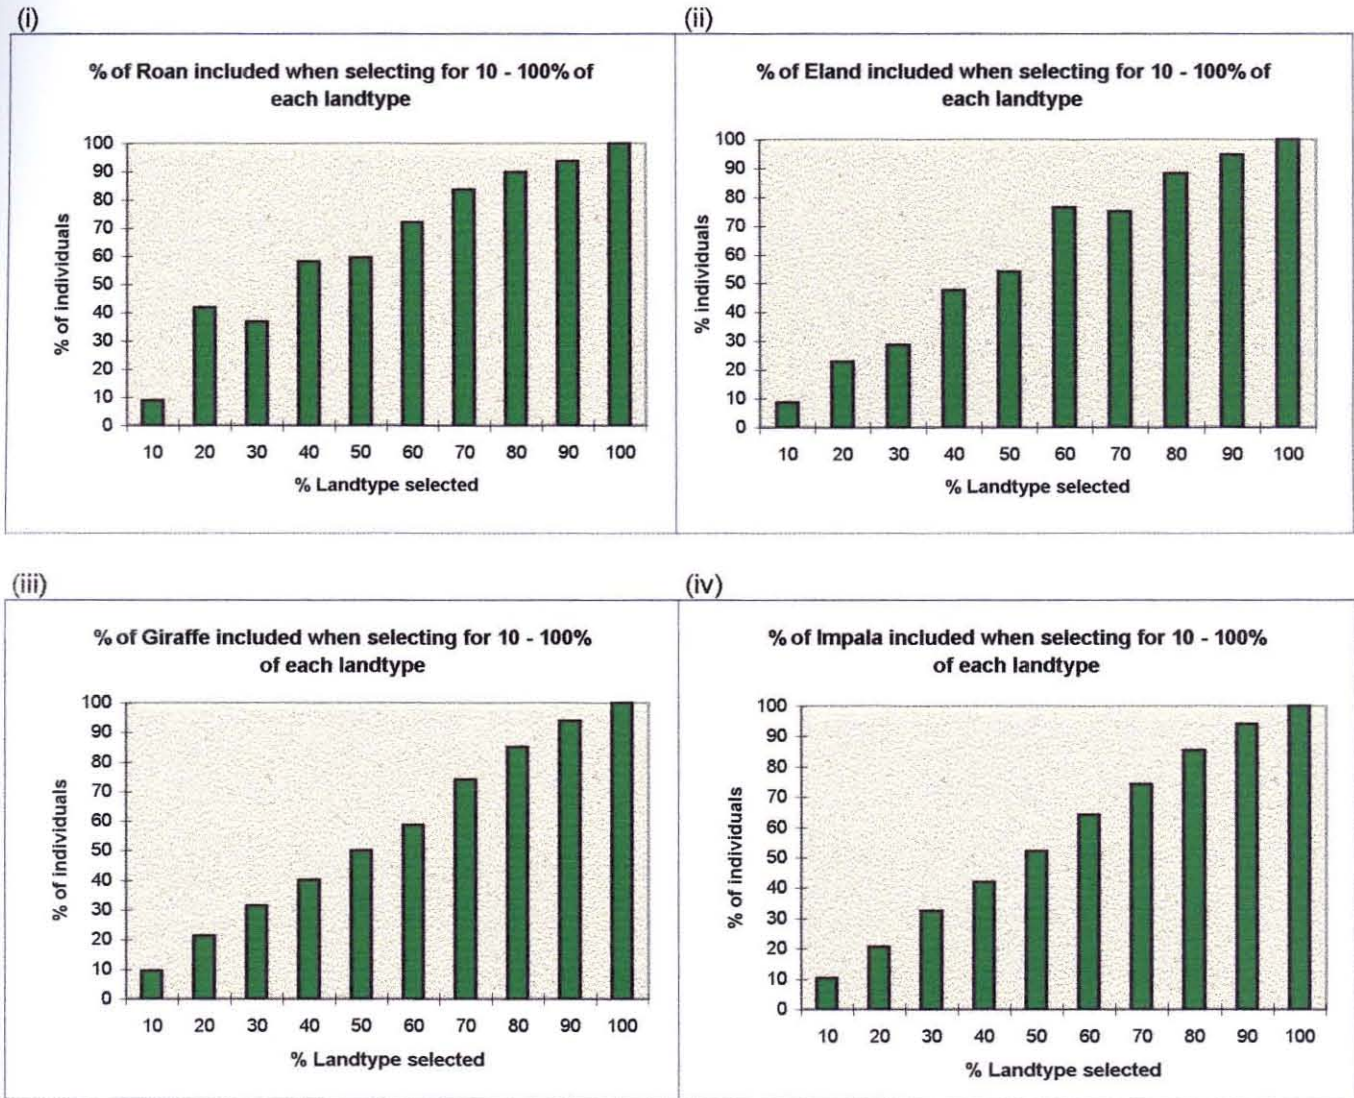 (i)
% of Roan included when selecting for 10 - 100% of
each landtype
100
90
80
70
60
50
40
30
20
10
0
% of individuals
10 20 30 40 50 60 70 80 90 100
% Landtype selected
(ii)
% of Eland included when selecting for 10 - 100% of
each landtype
100
90
80
70
60
50
40
30
20
10
0
% individuals
10 20 30 40 50 60 70 80 90 100
% Landtype selected
(iii)
% of Giraffe included when selecting for 10 - 100%
of each landtype
100
90
80
70
60
50
40
30
20
10
0
% of individuals
10 20 30 40 50 60 70 80 90 100
% Landtype selected
(iv)
% of Impala included when selecting for 10 - 100%
of each landtype
100
90
80
70
60
50
40
30
20
10
0
% of individuals
10 20 30 40 50 60 70 80 90 100
% Landtype selected